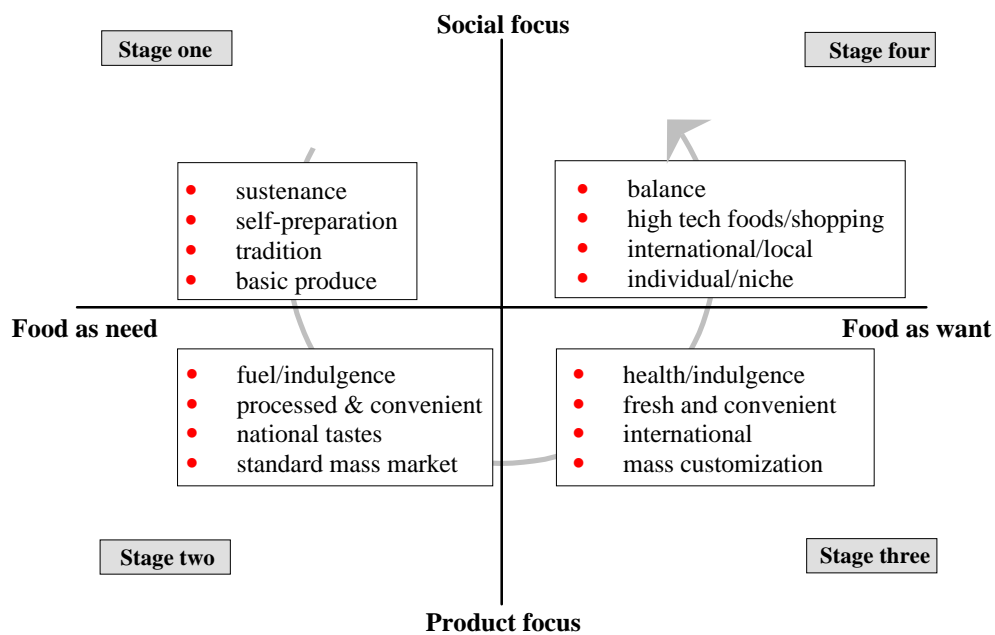 Social focus
Stage one
Stage four
sustenance
self-preparation
tradition
basic produce
balance
high tech foods/shopping
international/local
individual/niche
Food as need
Food as want
fuel/indulgence
processed & convenient
national tastes
standard mass market
health/indulgence
fresh and convenient
international
mass customization
Stage two
Stage three
Product focus